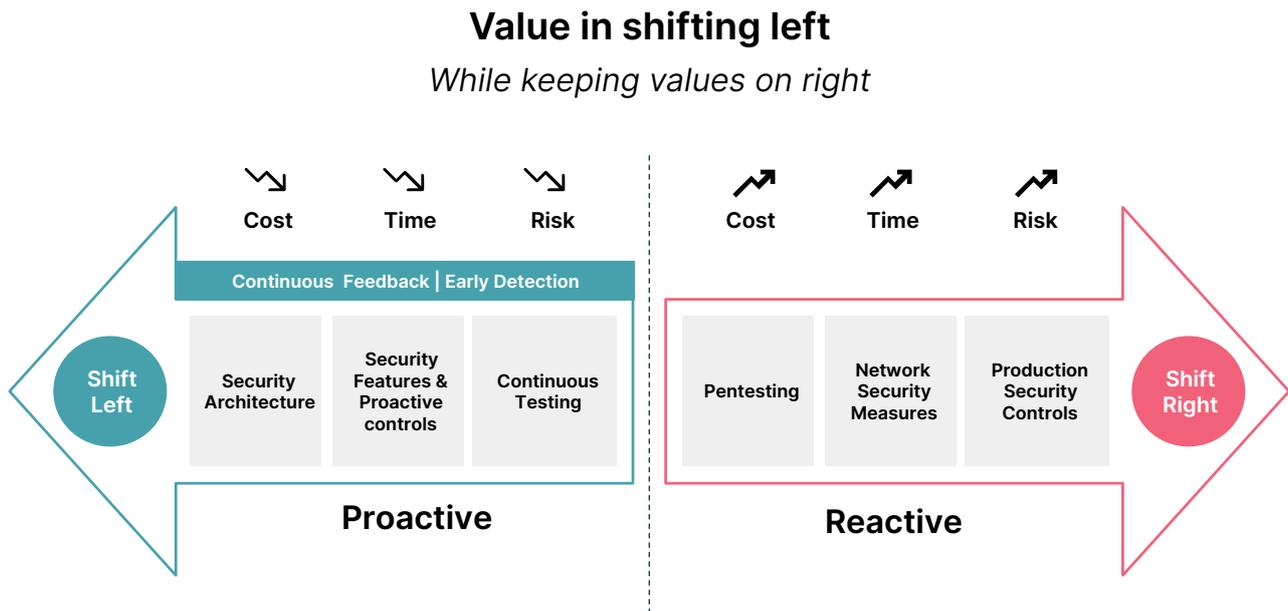 Value in shifting left
While keeping values on right
Cost
Time
Risk
Cost
Time
Risk
Continuous Feedback | Early Detection
Shift
Left
Security
Architecture
Security
Features &
Proactive
controls
Continuous
Testing
Pentesting
Network
Security
Measures
Production
Security
Controls
Shift
Right
Proactive
Reactive